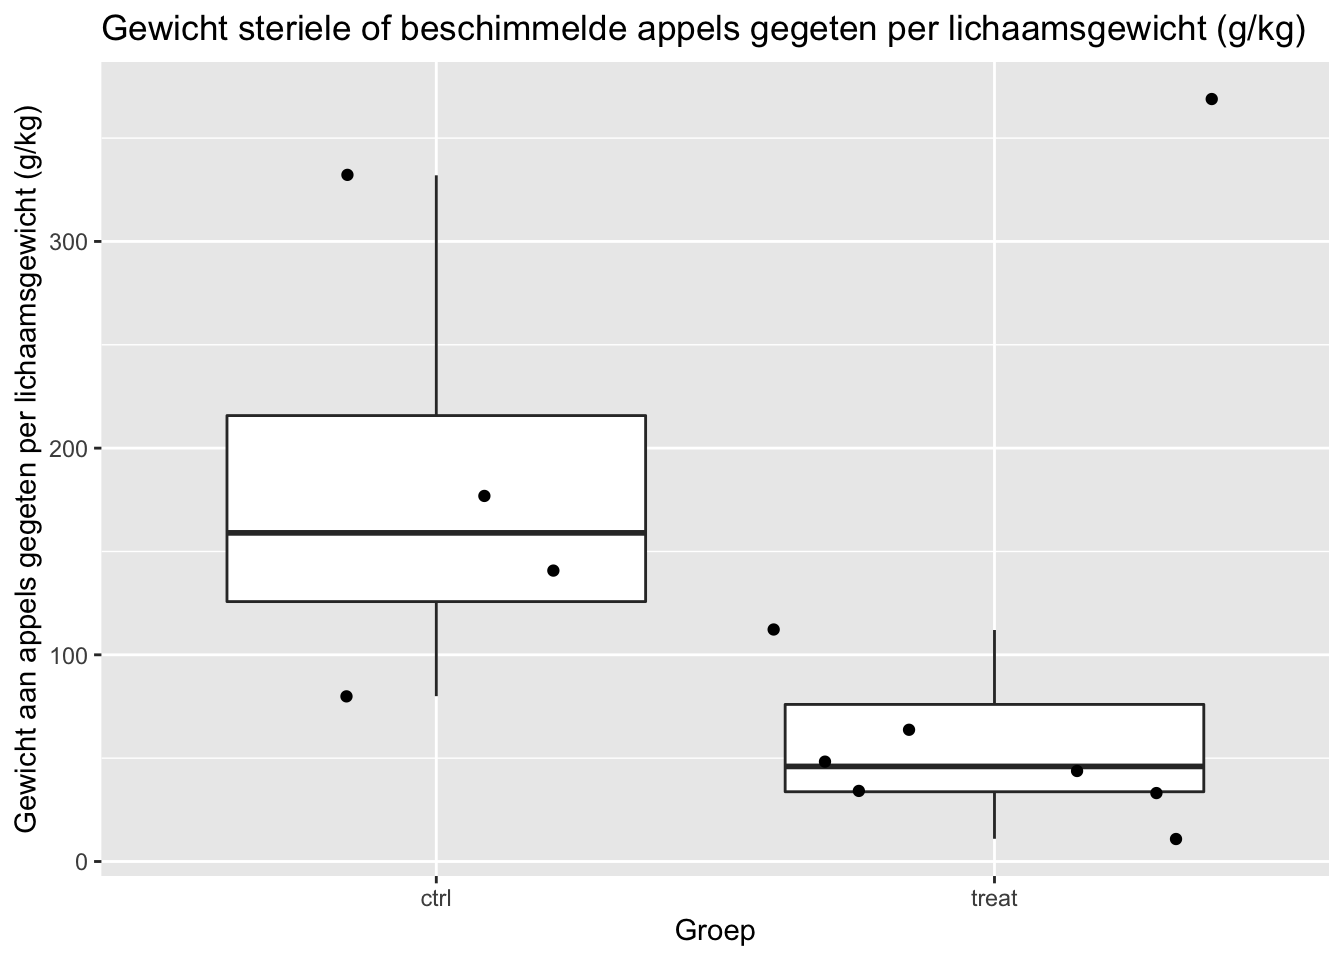 Gewicht steriele of beschimmelde appels gegeten per lichaamsgewicht (g/kg)
Gewicht aan appels gegeten per lichaamsgewicht (g/kg)
300
200
100
0
ctrl
treat
Groep